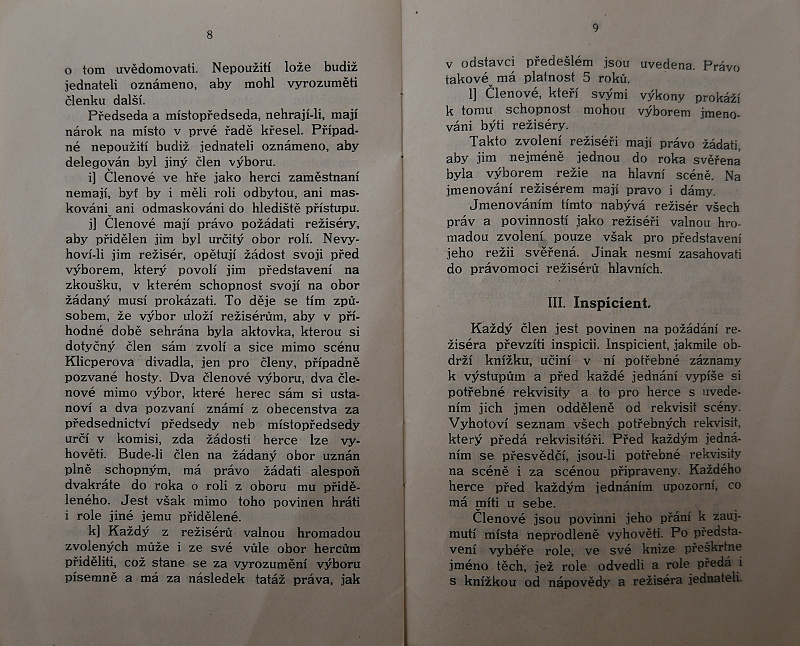 8
o tom uvědomovati. Nepoužití lože budiž
jednateli oznámeno, aby mohl vyrozuměti
členku další.
Předseda a místopředseda, nehrají-li, mají
nárok na místo v prvé řadě křesel. Případ-
né nepoužití budiž jednateli oznámeno, aby
delegován byl jiný člen výboru.
i] Členové ve hře jako herci zaměstnaní
nemají, byť by i měli roli odbytou, ani mas-
kováni ani odmaskováni do hlediště přístupu.
j] Členové mají právo požádati režiséry,
aby přidělen jim byl určitý obor rolí. Nevy-
hoví-li jim režisér, opětují žádost svoji před
výborem, který povolí jim představení na
zkoušku, v kterém schopnost svoji na obor
žádaný musí prokázati. To děje se tím způ-
sobem, že výbor uloží režisérům, aby v pří-
hodné době sehrána byla aktovka, kterou si
dotyčný člen sám zvolí a sice mimo scénu
Klicperova divadla, jen pro členy, případně
pozvané hosty. Dva členové výboru, dva čle-
nové mimo výbor, které herec sám si usta-
noví a dva pozvaní známí z obecenstva za
předsednictví předsedy neb místopředsedy
určí v komisi, zda žádosti herce lze vy-
hověti. Bude-li člen na žádaný obor uznán
plně schopným, má právo žádati alespoň
dvakráte do roka o roli z oboru mu přidě-
leného. Jest však mimo toho povinen hráti
i role jiné jemu přidělené.
k] Každý z režisérů valnou hromadou
zvolených může i ze své vůle obor hercům
přiděliti, což stane se za vyrozumění výboru
písemně a má za následek tatáž práva, jak
9
v odstavci předešlém jsou uvedena. Právo
takové má platnost 5 roků.
l] Členové, kteří svými výkony prokáží
k tomu schopnost mohou výborem jmeno-
váni býti režiséry.
Takto zvolení režiséři mají právo žádati,
aby jim nejméně jednou do roka svěřena
byla výborem režie na hlavní scéně. Na
jmenování režisérem mají pravo i dámy.
Jmenováním tímto nabývá režisér všech
práv a povinností jako režiséři valnou hro-
madou zvolení, pouze však pro představení
jeho režii svěřená. Jinak nesmí zasahovati
do právomoci režisérů hlavních.
III. Inspicient.
Každý člen jest povinen na požádání re-
žiséra převzíti inspicii. Inspicient, jakmile ob-
drží knížku, učiní v ní potřebné záznamy
k výstupům a před každé jednání vypíše si
potřebné rekvisity a to pro herce s uvede-
ním jich jmen odděleně od rekvisit scény.
Vyhotoví seznam všech potřebných rekvisit,
který předá rekvisitáři. Před každým jedná-
ním se přesvědčí, jsou-li potřebné rekvisity
na scéně i za scénou připraveny. Každého
herce před každým jednáním upozorní, co
má míti u sebe.
Členové jsou povinni jeho přání k zauj-
mutí místa neprodleně vyhověti. Po předsta-
vení vybéře role, ve své knize přeškrtne
jméno těch, jež role odvedli a role předá i
s knížkou od nápovědy a režiséra jednateli.